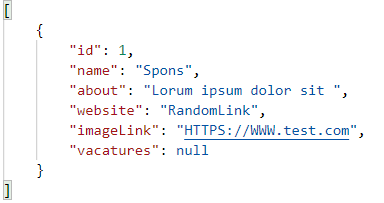 [
{
"id": 1,
"name": "Spons",
"about": "Lorum ipsum dolor sit ",
"website": "RandomLink",
"imageLink": "HTTPS://WWW.test.com",
"vacatures": null
}
]